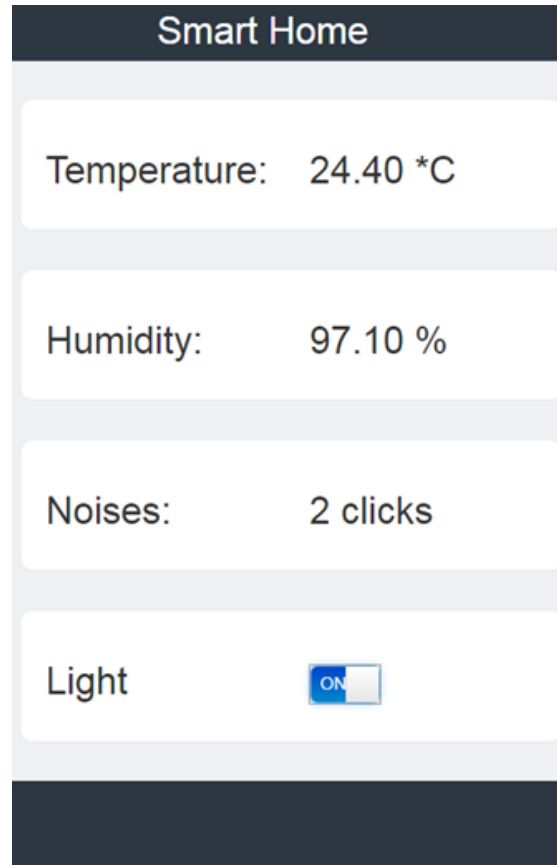 Smart Home
Temperature: 24.40 *C
Humidity: 97.10 %
Noises: 2 clicks
Light ON